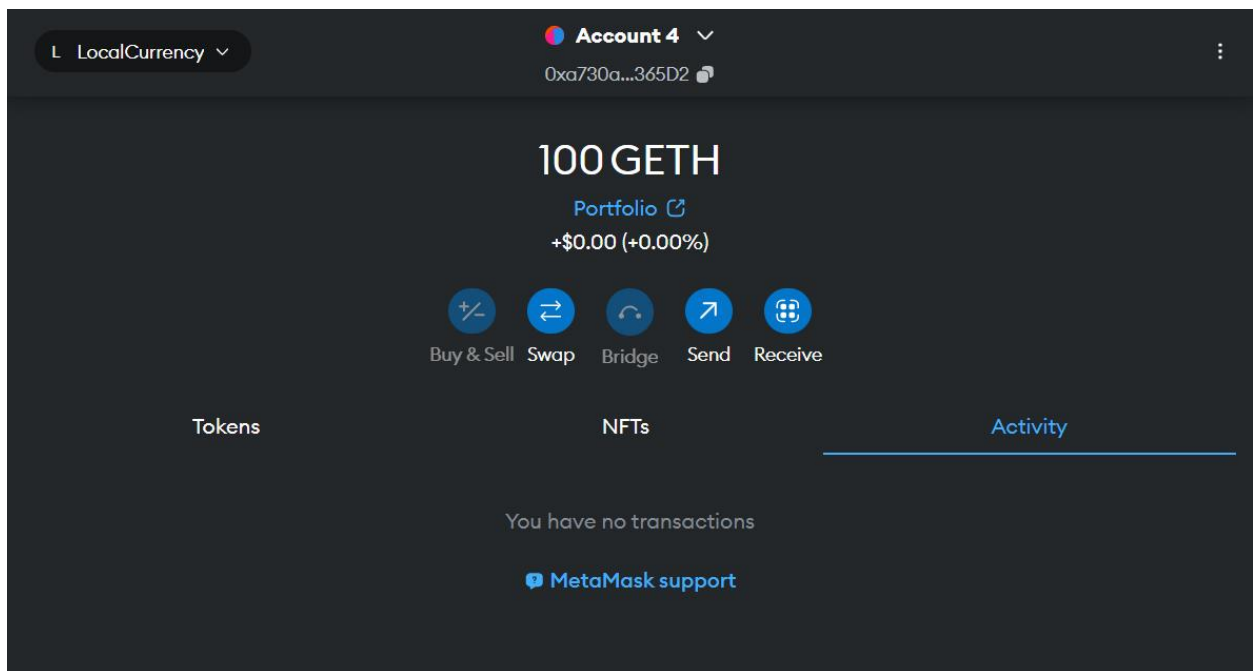 L LocalCurrency
Account 4
0xa730a...365D2
100 GETH
Portfolio
+$0.00 (+0.00%)
Buy & Sell Swap Bridge Send Receive
Tokens NFTs Activity
You have no transactions
MetaMask support